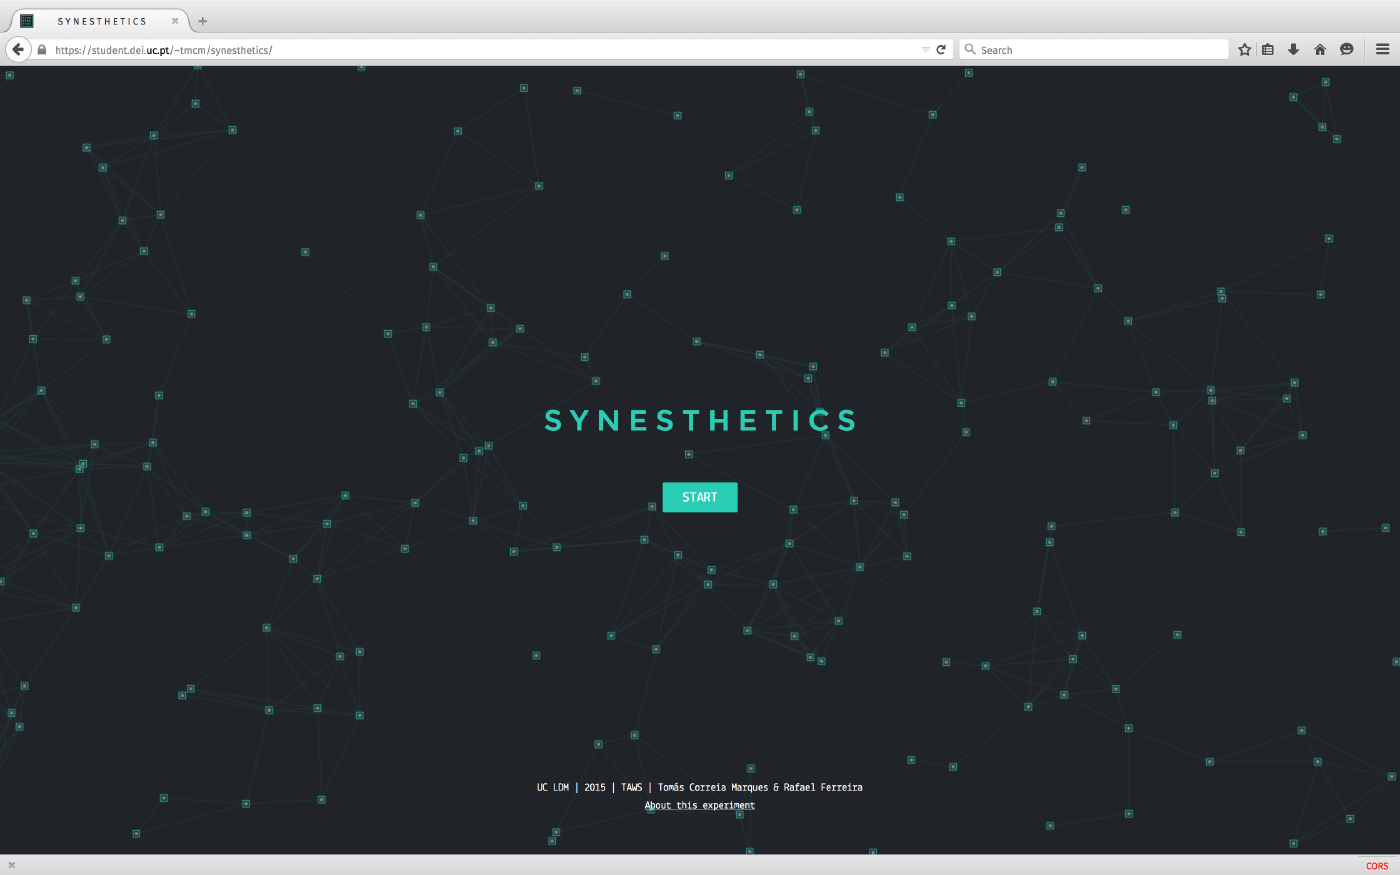 SYNESTHETICS
https://student.dei.uc.pt/~tmcm/synesthetics/
Search
SYNESTHETICS
START
UC LDM | 2015 | TAWS | Tomás Correia Marques & Rafael Ferreira
About this experiment
CORS